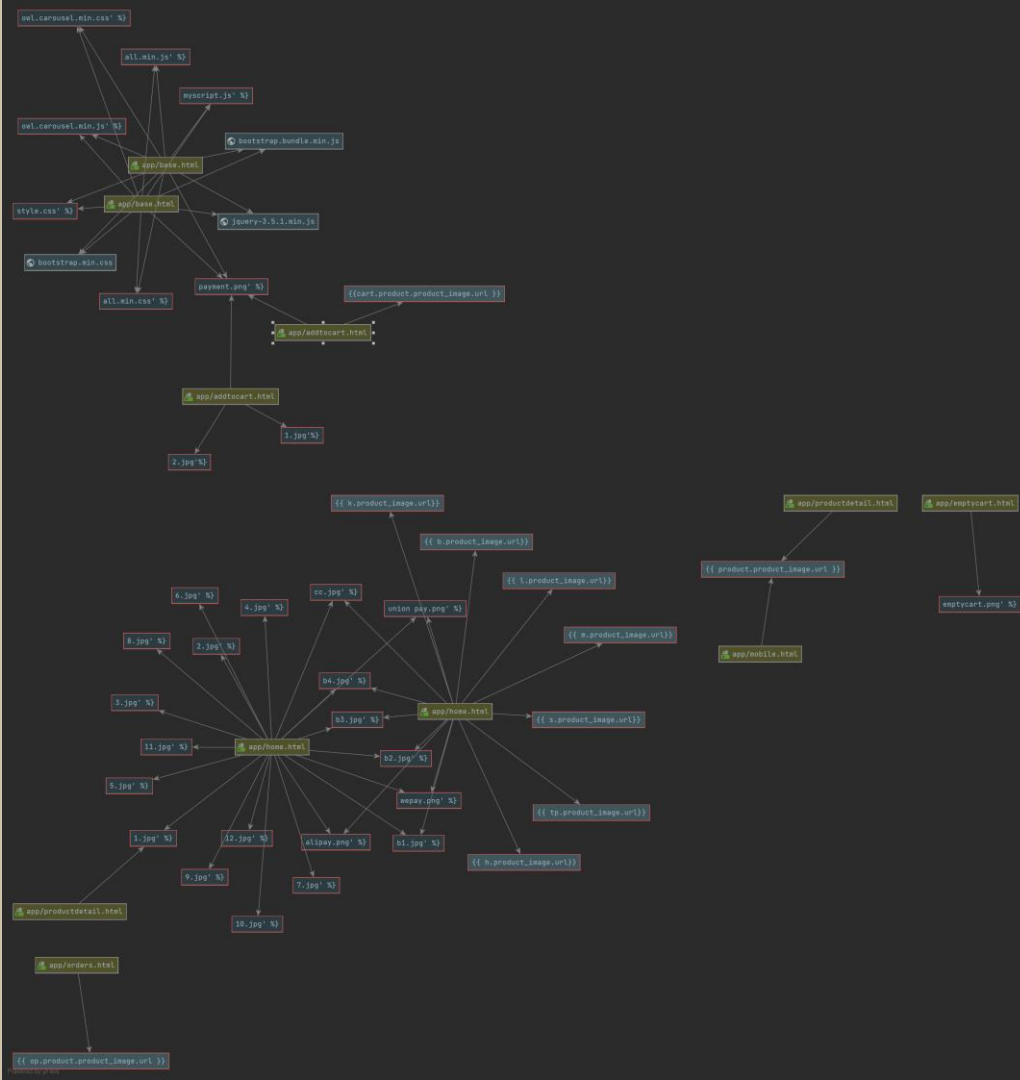 owl.carousel.min.css' %}
all.min.js' %}
myscript.js' %}
owl.carousel.min.js' %}
bootstrap.bundle.min.js
app/base.html
app/base.html
style.css' %}
jquery-3.5.1.min.js
bootstrap.min.css
payment.png' %}
{{cart.product.product_image.url }}
all.min.css' %}
app/addtocart.html
app/addtocart.html
1.jpg'%}
2.jpg'%}
{{ k.product_image.url}}
app/productdetail.html
app/emptycart.html
{{ b.product_image.url}}
{{ product.product_image.url }}
{{ l.product_image.url}}
cc.jpg' %}
6.jpg' %}
4.jpg' %}
union pay.png' %}
emptycart.png' %}
{{ m.product_image.url}}
8.jpg' %}
2.jpg' %}
app/mobile.html
b4.jpg' %}
3.jpg' %}
app/home.html
b3.jpg' %}
{{ s.product_image.url}}
11.jpg' %}
app/home.html
b2.jpg' %}
5.jpg' %}
wepay.png' %}
{{ tp.product_image.url}}
1.jpg' %}
12.jpg' %}
alipay.png' %}
b1.jpg' %}
{{ h.product_image.url}}
9.jpg' %}
7.jpg' %}
app/productdetail.html
10.jpg' %}
app/orders.html
{{ op.product.product_image.url }}
Powered by yFiles